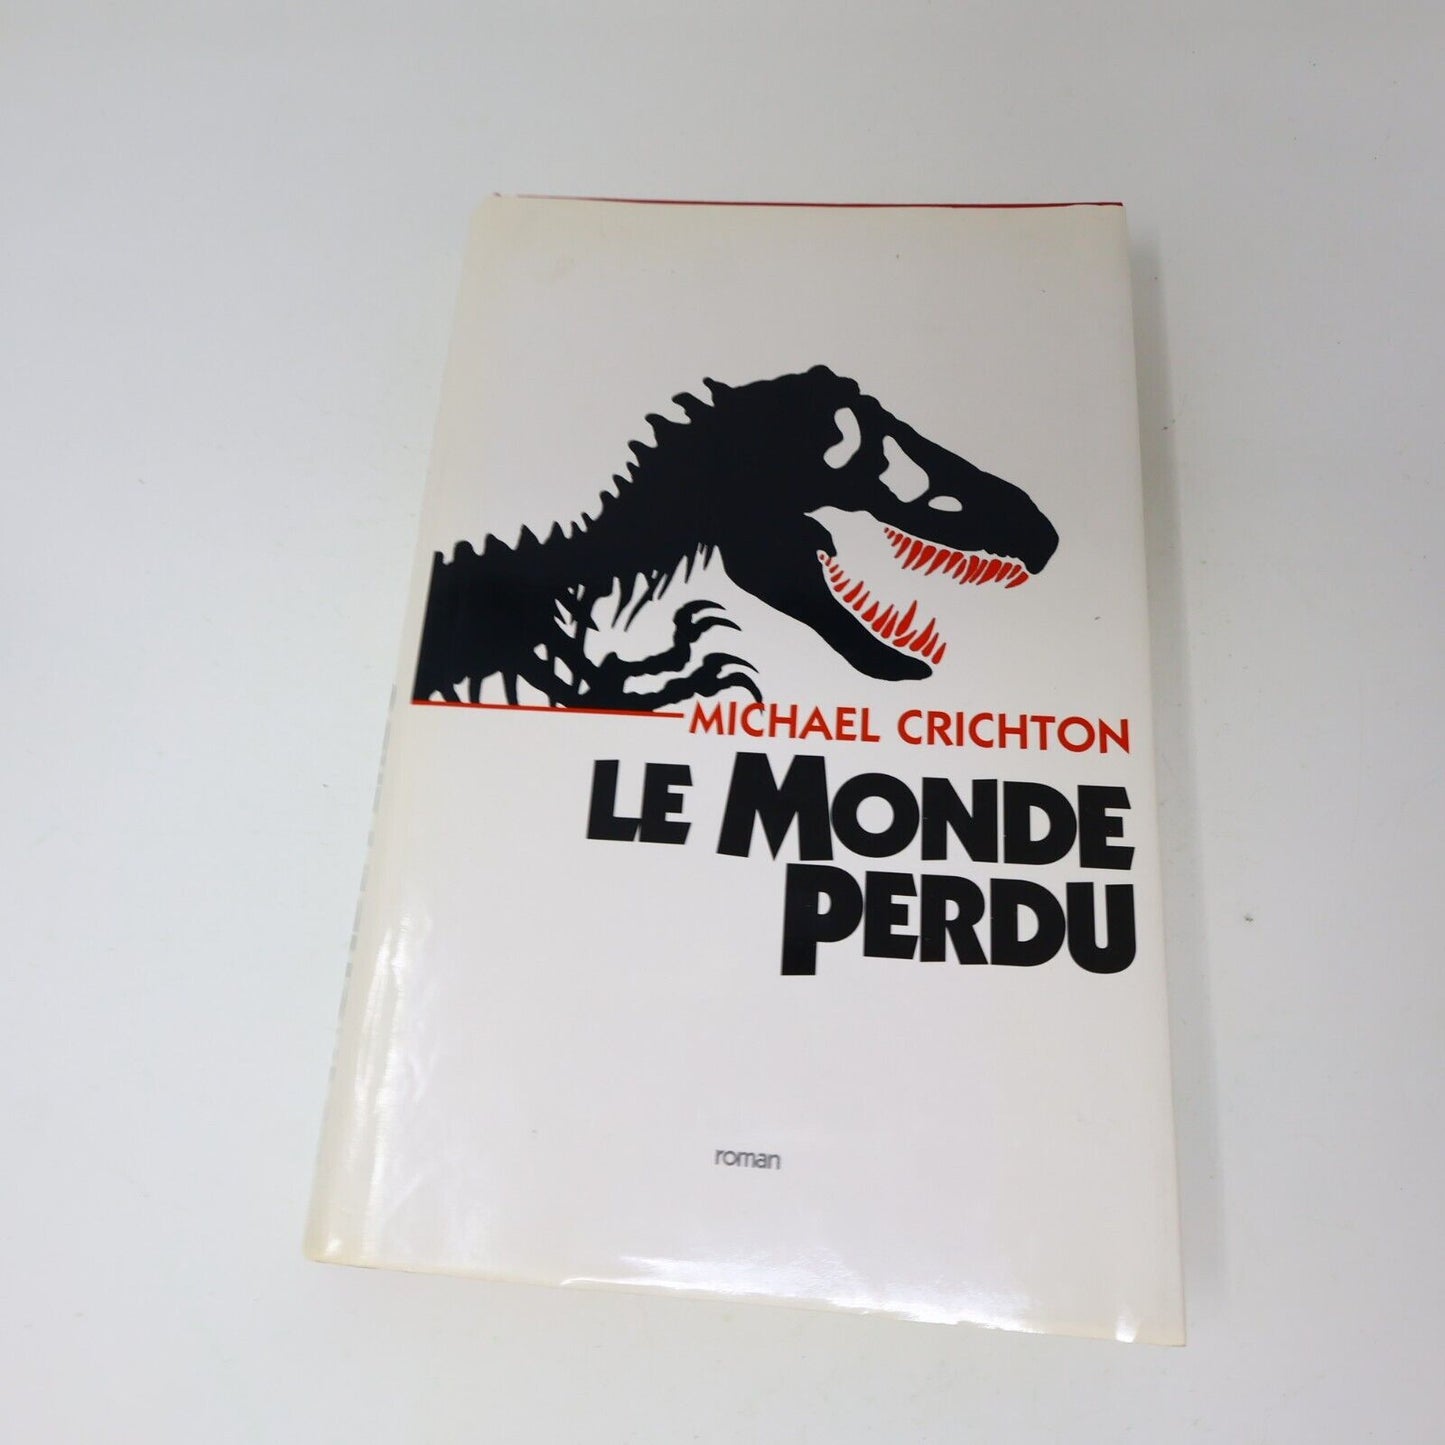 MICHAEL CRICHTON
LE MONDE
PERDU
roman